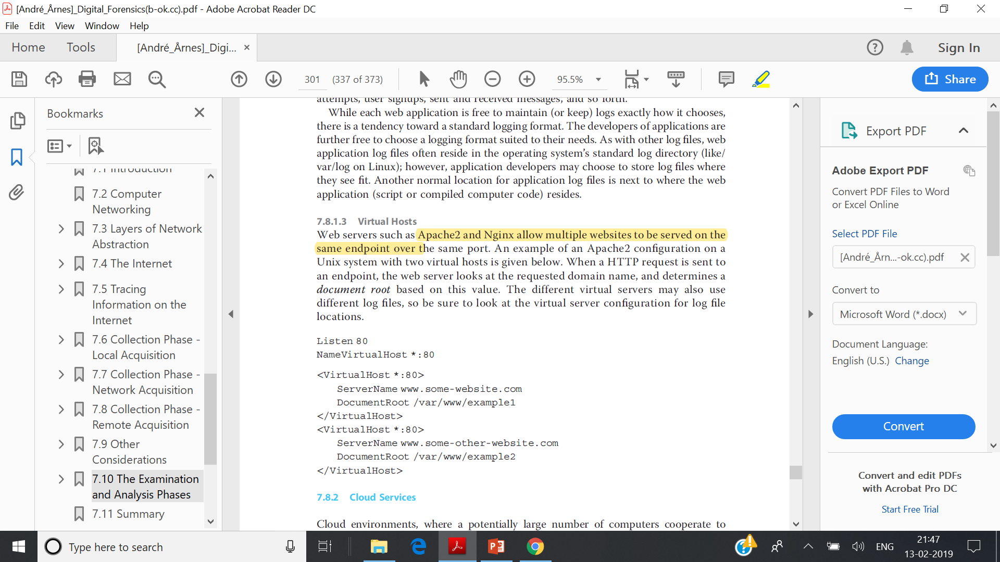 [André_Årnes]_Digital_Forensics(b-ok.cc).pdf - Adobe Acrobat Reader DC
File Edit View Window Help
Home Tools [André_Årnes]_Digi... Sign In
301 (337 of 373) 95.5% Share
Bookmarks
7.1 Introduction
7.2 Computer
Networking
7.3 Layers of Network
Abstraction
7.4 The Internet
7.5 Tracing
Information on the
Internet
7.6 Collection Phase -
Local Acquisition
7.7 Collection Phase -
Network Acquisition
7.8 Collection Phase -
Remote Acquisition
7.9 Other
Considerations
7.10 The Examination
and Analysis Phases
7.11 Summary
attempts, user signups, sent and received messages, and so forth.
While each web application is free to maintain (or keep) logs exactly how it chooses,
there is a tendency toward a standard logging format. The developers of applications are
further free to choose a logging format suited to their needs. As with other log files, web
application log files often reside in the operating system's standard log directory (like/
var/log on Linux); however, application developers may choose to store log files where
they see fit. Another normal location for application log files is next to where the web
application (script or compiled computer code) resides.
7.8.1.3 Virtual Hosts
Web servers such as Apache2 and Nginx allow multiple websites to be served on the
same endpoint over the same port. An example of an Apache2 configuration on a
Unix system with two virtual hosts is given below. When a HTTP request is sent to
an endpoint, the web server looks at the requested domain name, and determines a
document root based on this value. The different virtual servers may also use
different log files, so be sure to look at the virtual server configuration for log file
locations.
Listen 80
NameVirtualHost *:80
<VirtualHost *:80>
ServerName www.some-website.com
DocumentRoot /var/www/example1
</VirtualHost>
<VirtualHost *:80>
ServerName www.some-other-website.com
DocumentRoot /var/www/example2
</VirtualHost>
7.8.2 Cloud Services
Cloud environments, where a potentially large number of computers cooperate to
Export PDF
Adobe Export PDF
Convert PDF Files to Word
or Excel Online
Select PDF File
[André_Årn...-ok.cc).pdf
Convert to
Microsoft Word (*.docx)
Document Language:
English (U.S.) Change
Convert
Convert and edit PDFs
with Acrobat Pro DC
Start Free Trial
Type here to search
ENG
21:47
13-02-2019